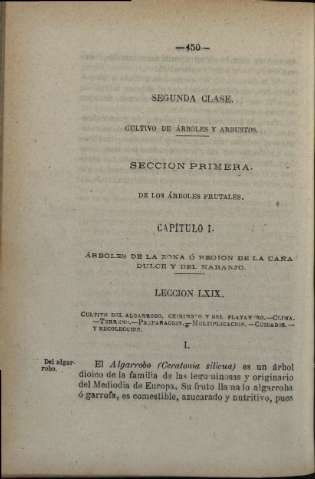 —450—
SEGUNDA CLASE.
CULTIVO DE ÁRBOLES Y ARBUSTOS.
SECCION PRIMERA.
DE LOS ÁRBOLES FRUTALES.
CAPÍTULO I.
ÁRBOLES DE LA ZONA Ó REGION DE LA CAÑA
DULCE Y DEL NARANJO.
LECCION LXIX.
CULTIVO DEL ALGARROBO, Y DEL —CLIMA.
—TERRENO.—PREPARACION.—MULTIPLICACION.—CUIDADOS.—
Y RECOLECCION.
I.
Del algar-
robo.
El Algarrobo (Ceratonia silicua) es un árbol
dioico de la familia de las leguminosas y originario
del Mediodia de Europa. Su fruto llamado algarroba
ó garrofa, es comestible, azucarado y nutritivo, pues